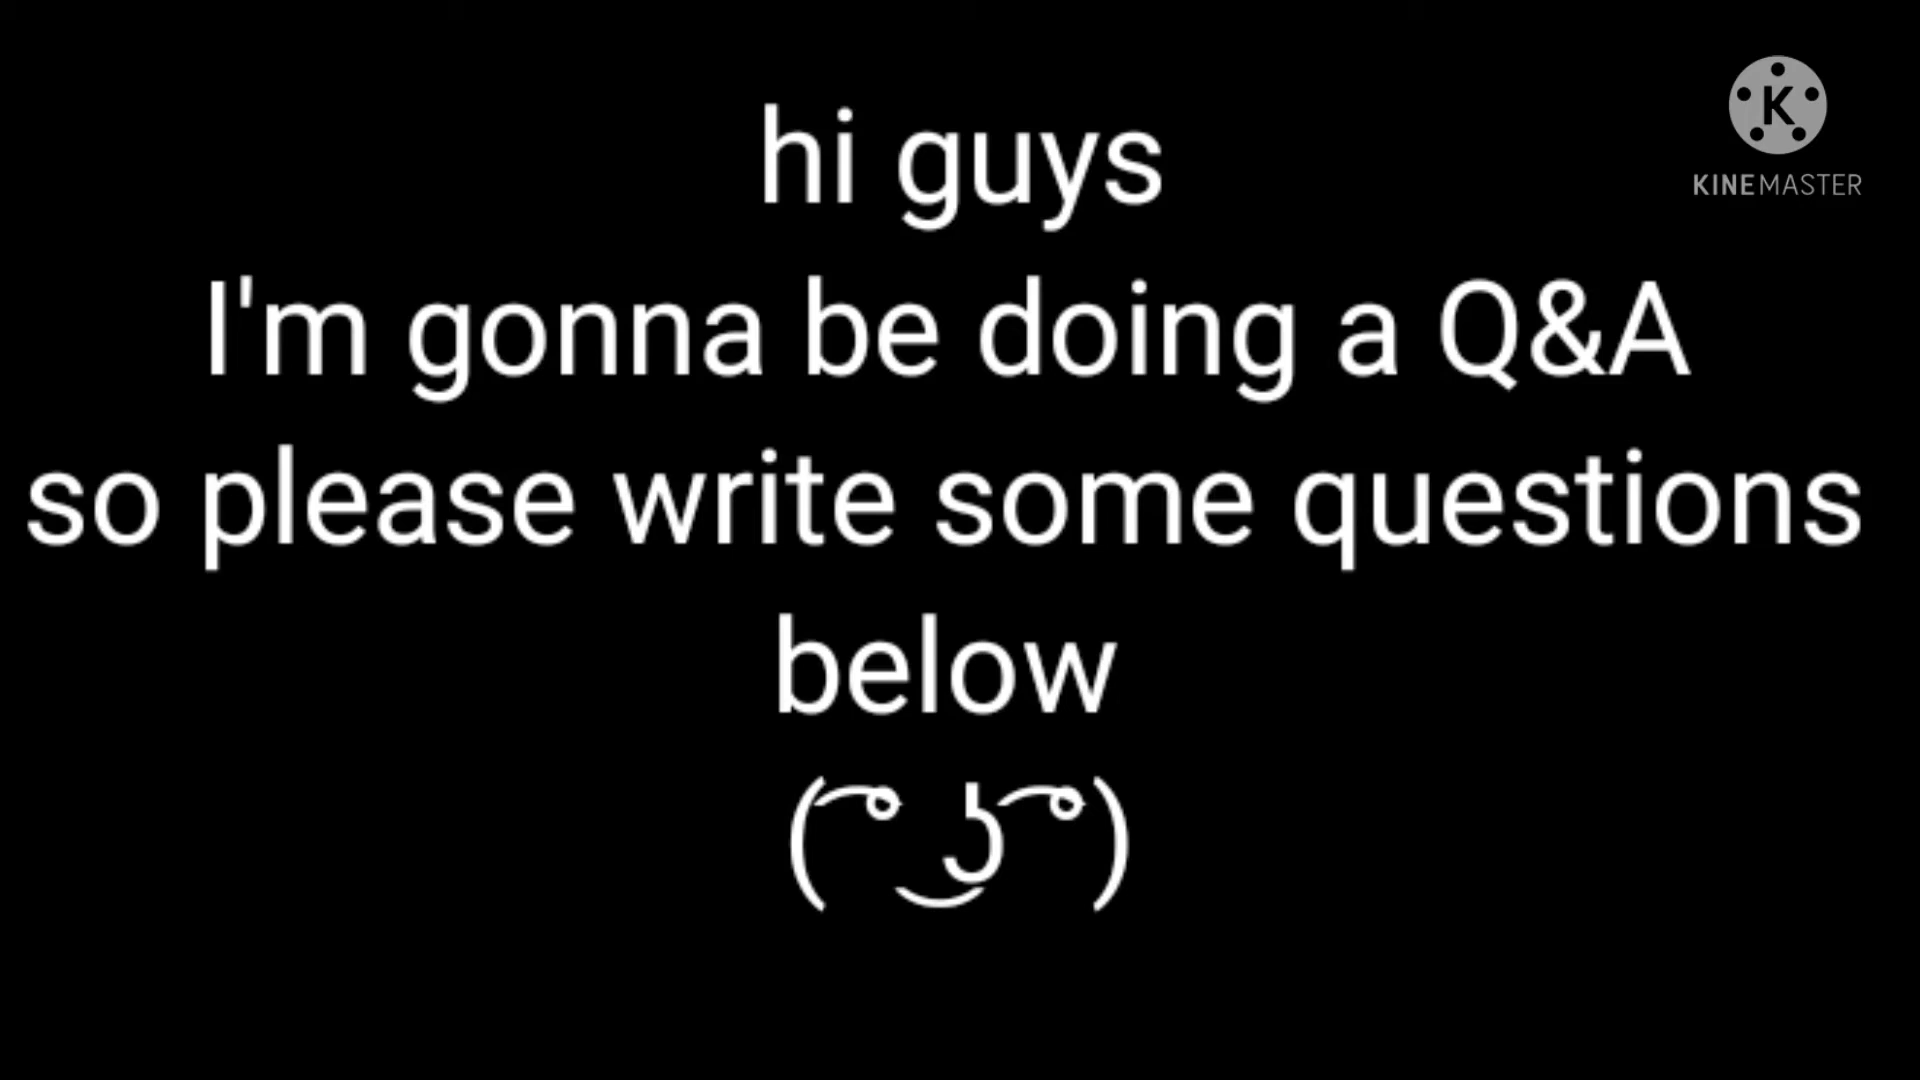 hi guys
I'm gonna be doing a Q&A
so please write some questions
below
( ͡° ͜ʖ ͡°)
K
KINEMASTER